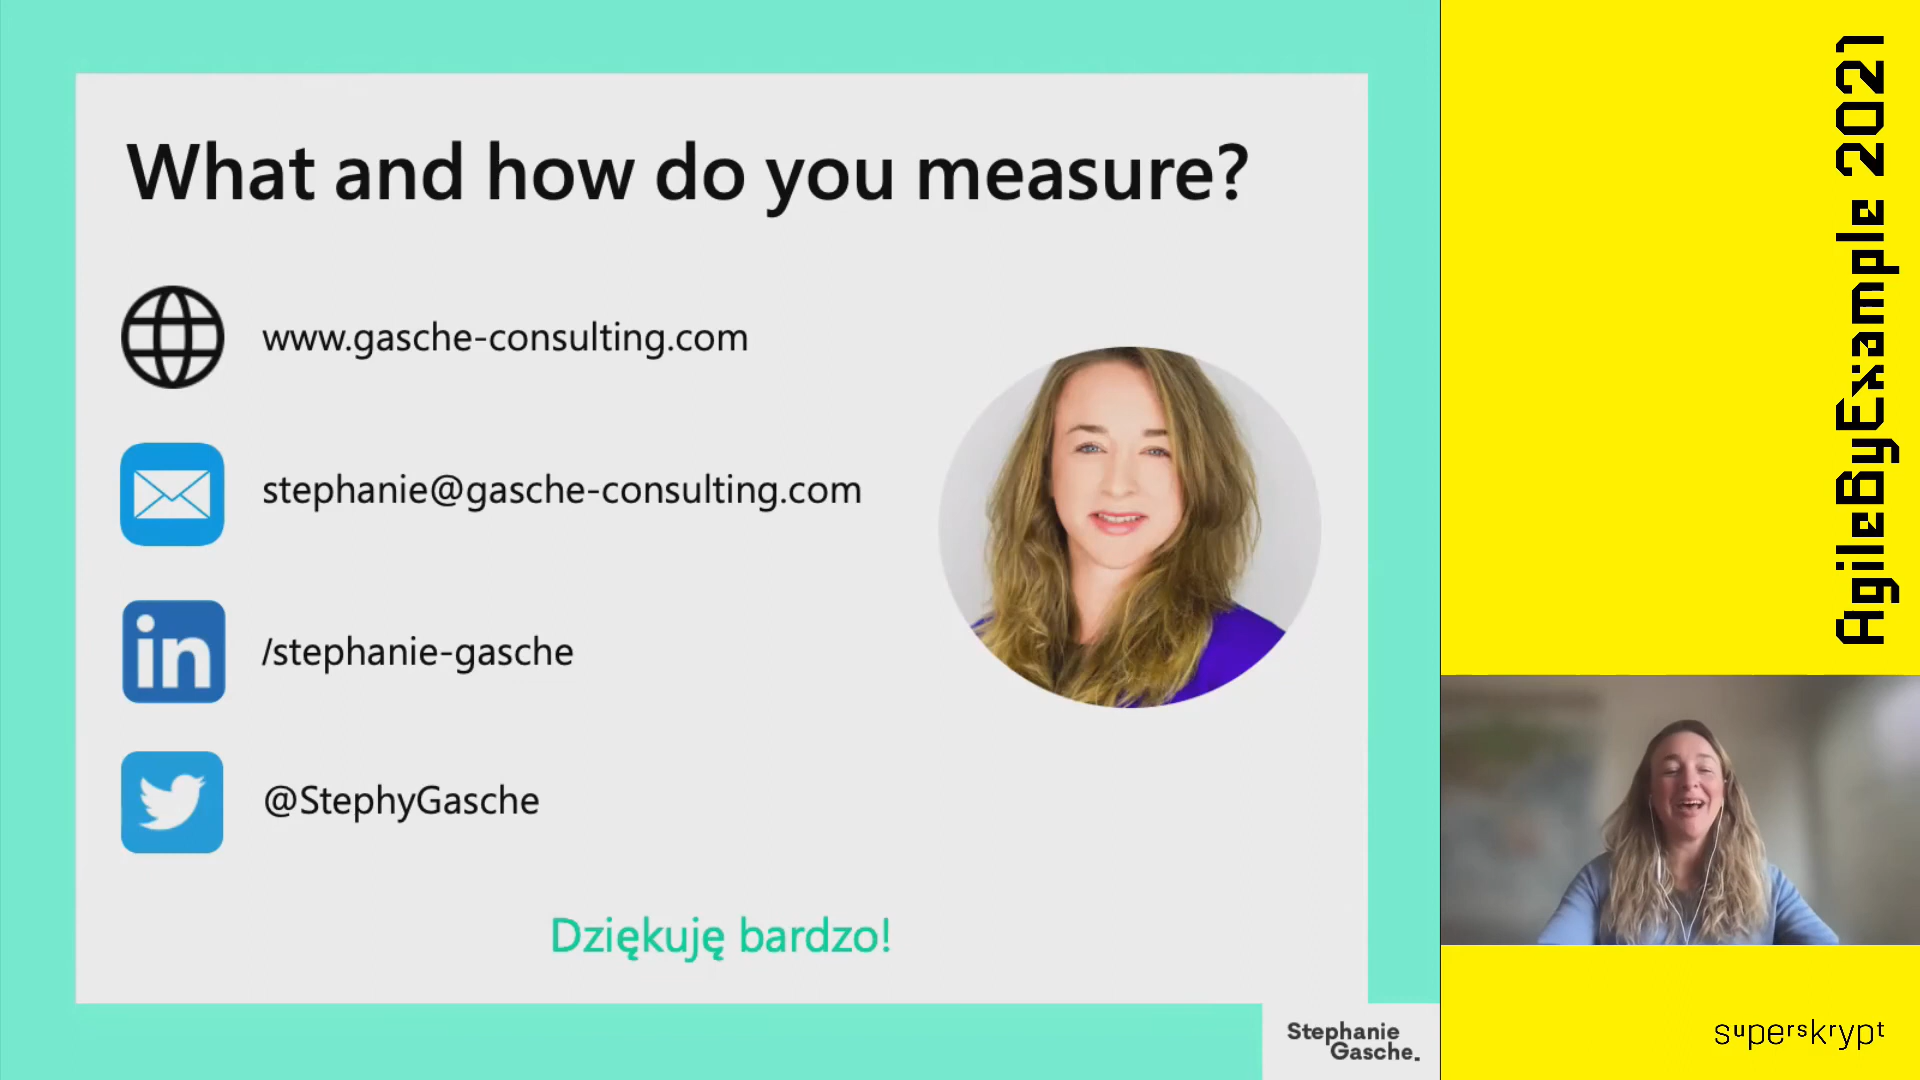 What and how do you measure?
www.gasche-consulting.com
stephanie@gasche-consulting.com
in
/stephanie-gasche
@StephyGasche
Dziękuję bardzo!
Stephanie
Gasche.
AgileByExample 2021
superskrypt